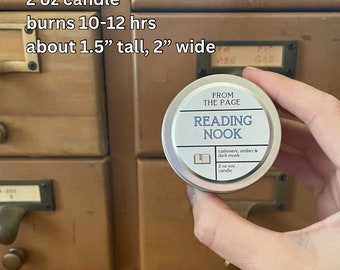 2 oz candle
burns 10-12 hrs
about 1.5” tall, 2” wide
FROM
THE PAGE
READING
NOOK
cashmere, amber &
dark musk
2 oz soy
candle